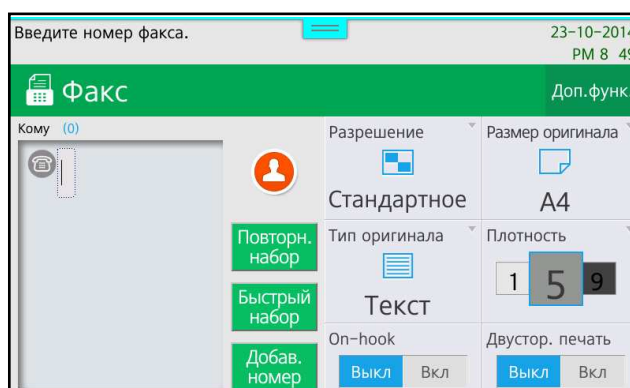 Введите номер факса.
23-10-2014
PM 8 49
Факс
Доп.функ
Кому (0)
Повторн.
набор
Быстрый
набор
Добав.
номер
Разрешение
Стандартное
Размер оригинала
A4
Тип оригинала
Текст
Плотность
1 5 9
On-hook
Выкл Вкл
Двустор. печать
Выкл Вкл